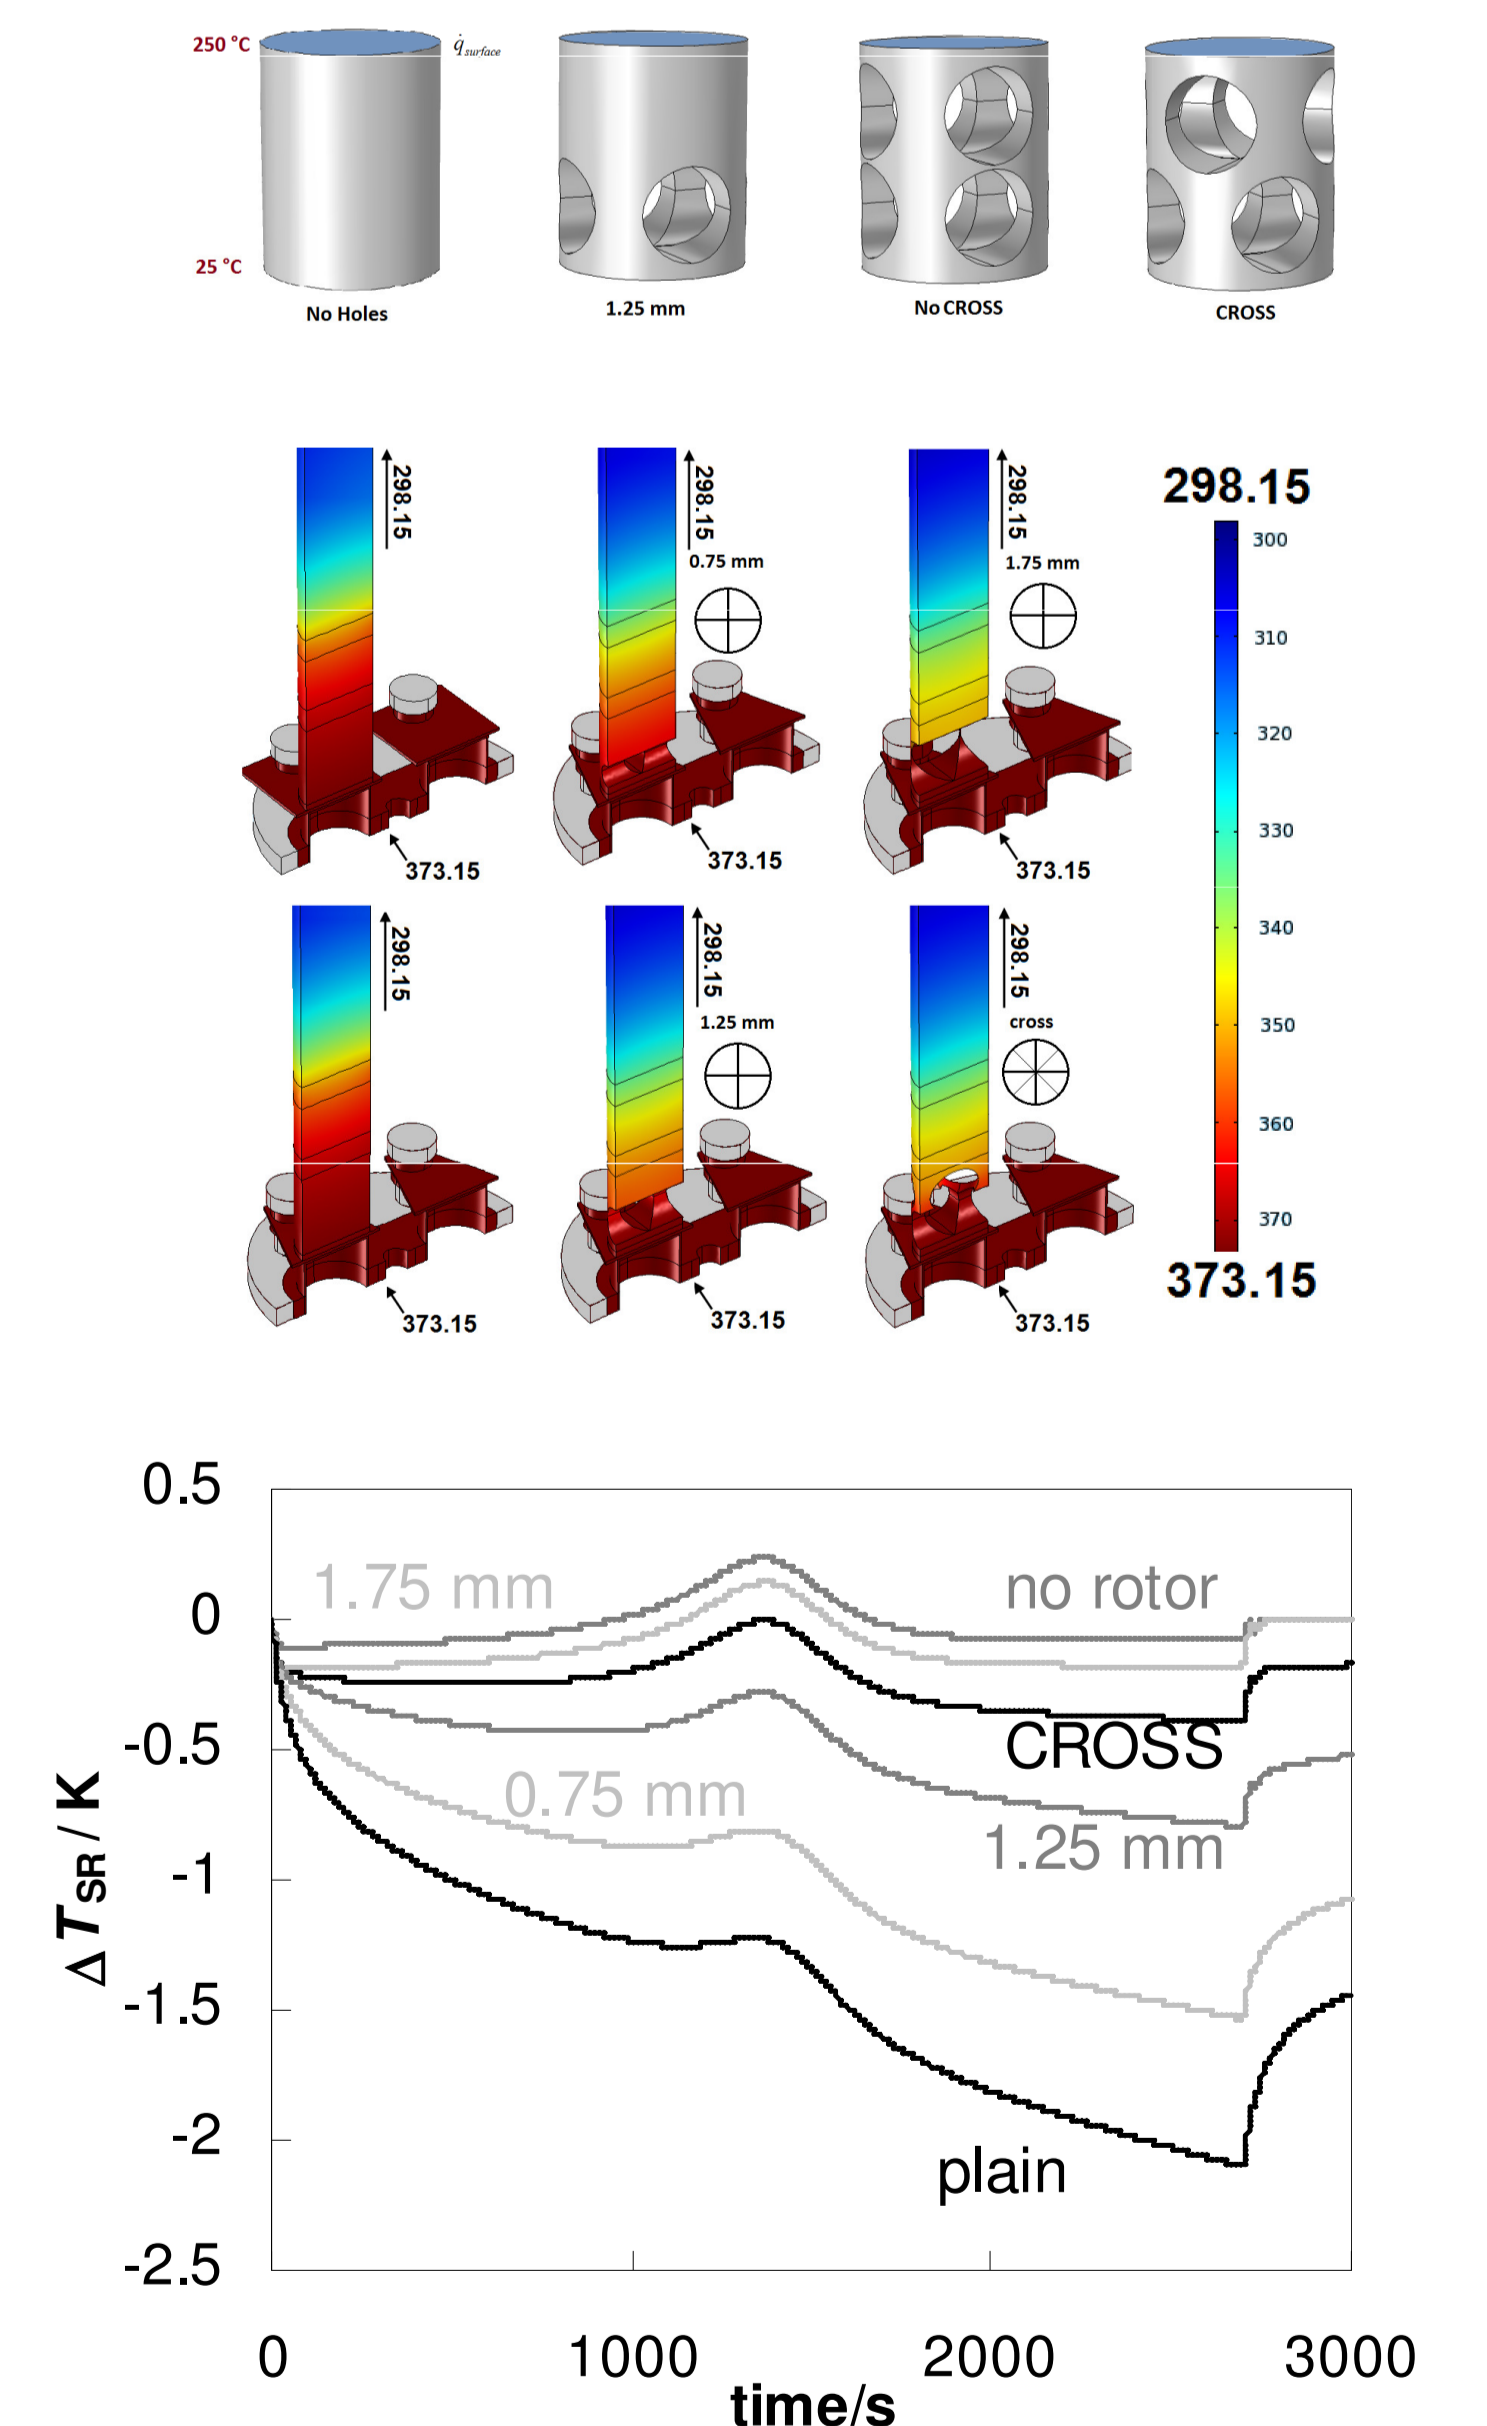 250 °C
q̇ surface
25 °C
No Holes
1.25 mm
No CROSS
CROSS
298.15
298.15
0.75 mm
298.15
1.75 mm
298.15
300
310
320
330
340
350
360
370
373.15
373.15
373.15
373.15
298.15
298.15
1.25 mm
298.15
cross
373.15
373.15
373.15
0.5
0
-0.5
-1
-1.5
-2
-2.5
ΔTSR / K
1.75 mm
no rotor
CROSS
0.75 mm
1.25 mm
plain
0
1000
2000
3000
time/s